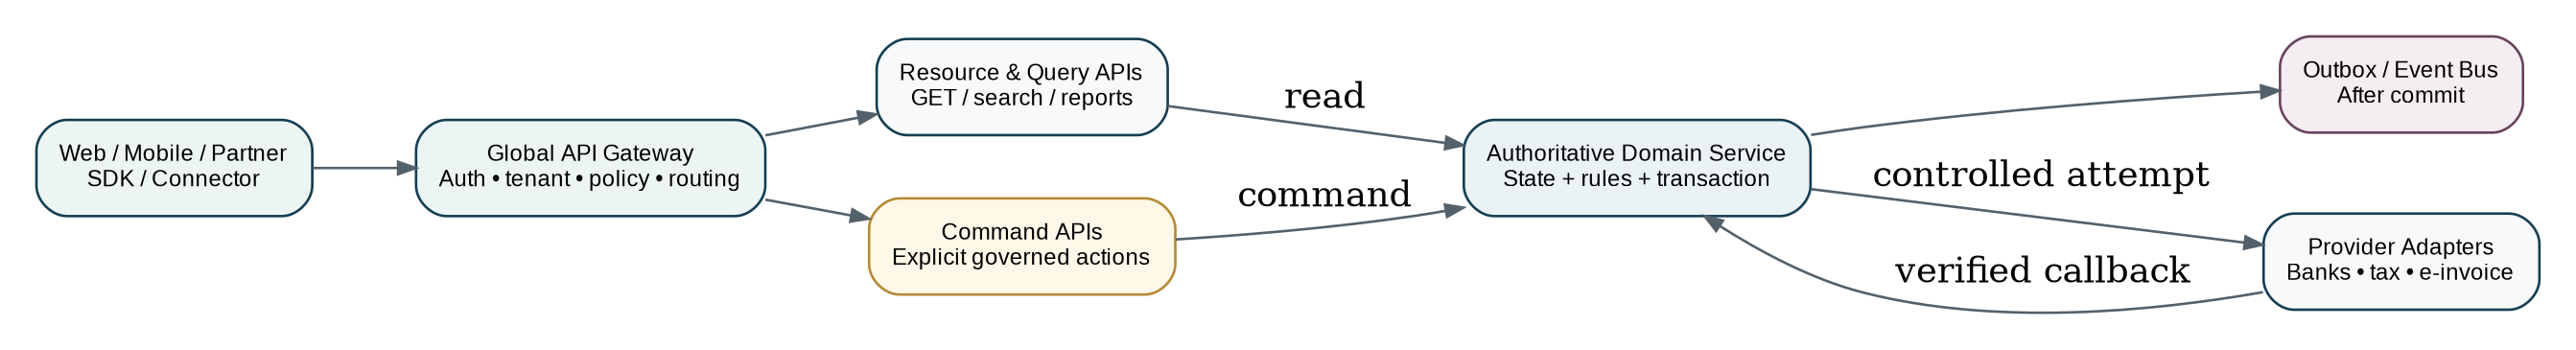 Web / Mobile / Partner
SDK / Connector
Global API Gateway
Auth • tenant • policy • routing
Resource & Query APIs
GET / search / reports
Command APIs
Explicit governed actions
read
command
Authoritative Domain Service
State + rules + transaction
Outbox / Event Bus
After commit
controlled attempt
verified callback
Provider Adapters
Banks • tax • e-invoice